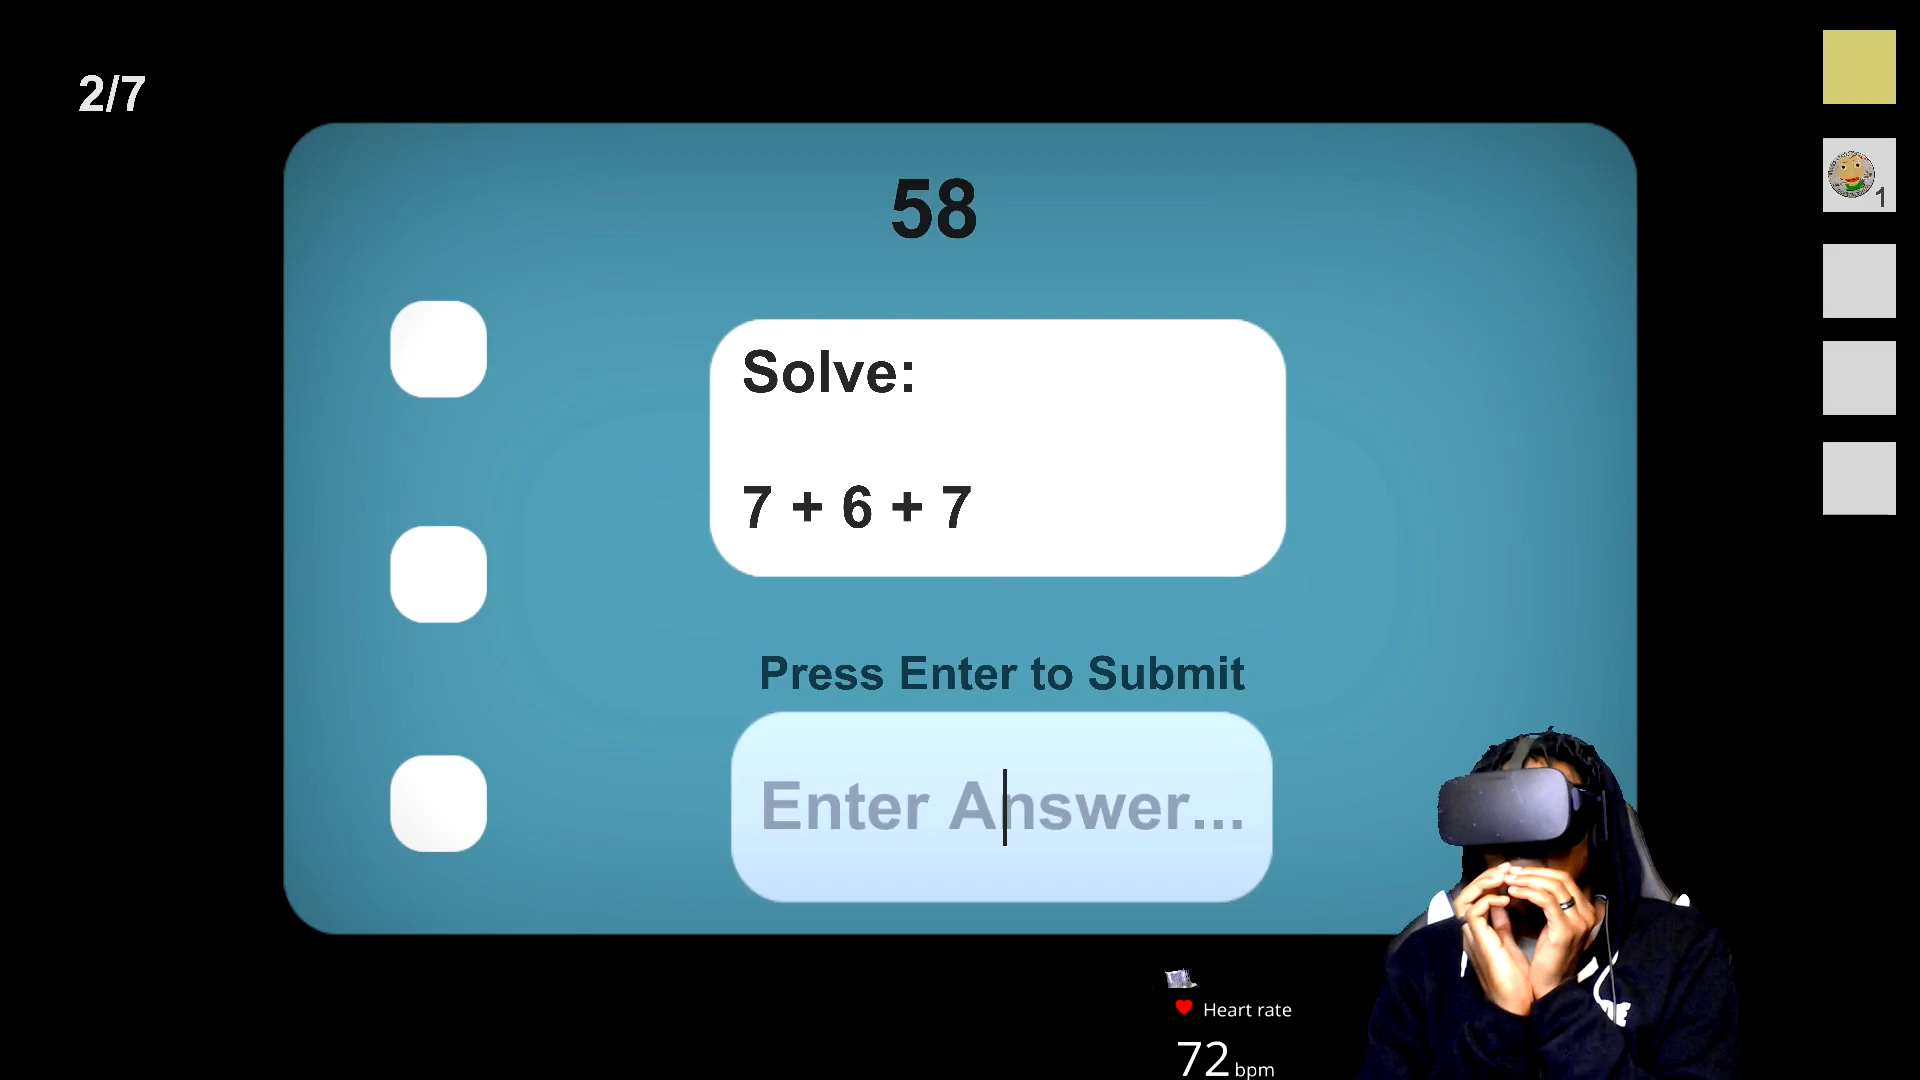 2/7
58
1
Solve:
7 + 6 + 7
Press Enter to Submit
Enter Answer...
Heart rate
72 bpm